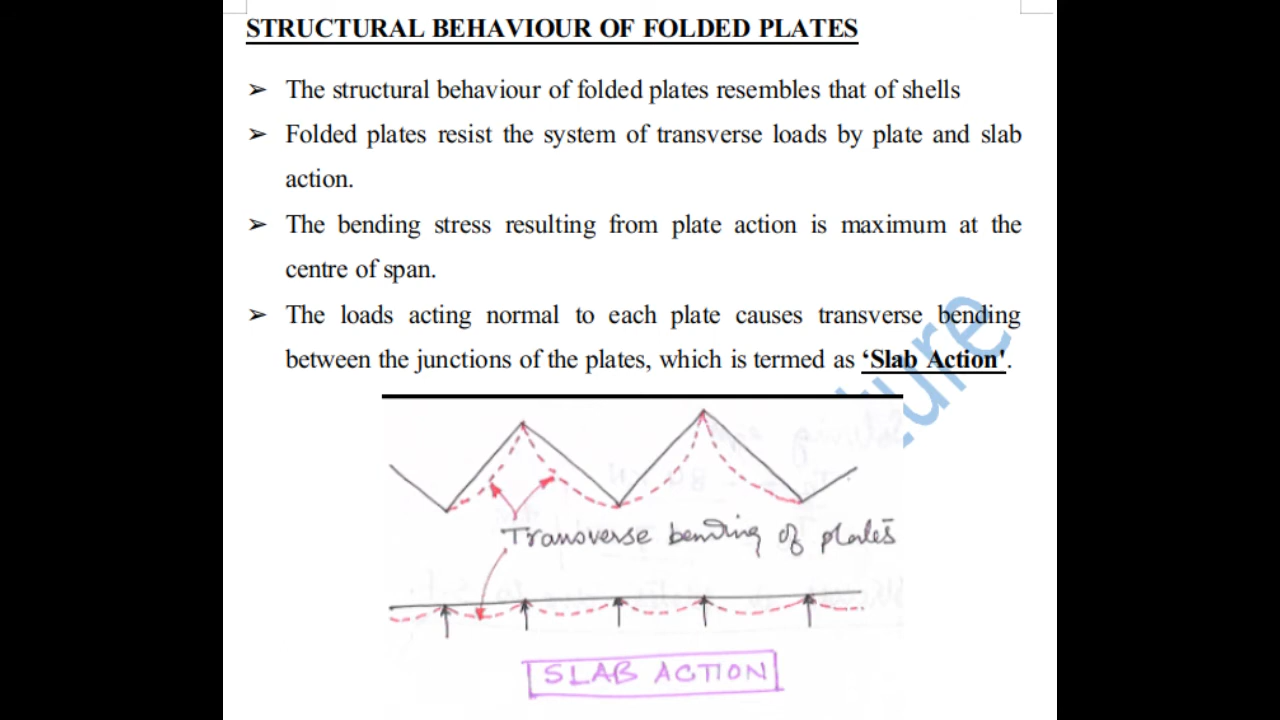 STRUCTURAL BEHAVIOUR OF FOLDED PLATES
➢ The structural behaviour of folded plates resembles that of shells
➢ Folded plates resist the system of transverse loads by plate and slab
action.
➢ The bending stress resulting from plate action is maximum at the
centre of span.
➢ The loads acting normal to each plate causes transverse bending
between the junctions of the plates, which is termed as ‘Slab Action'.
Transverse bending of plates
SLAB ACTION